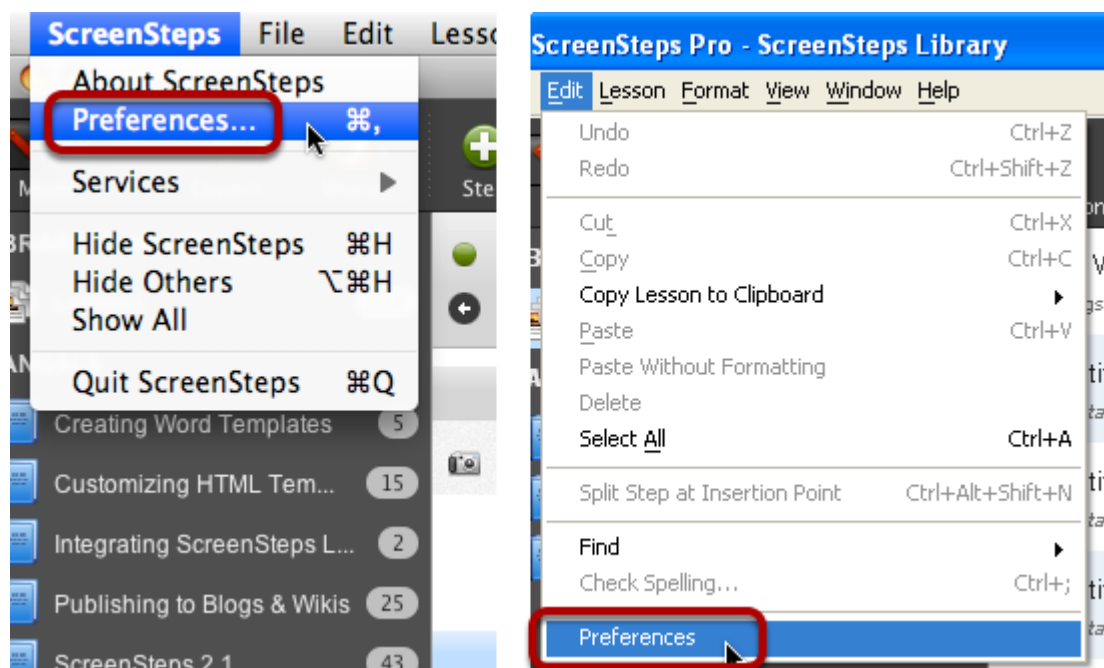 ScreenSteps File Edit
About ScreenSteps
Preferences... ⌘,
Services
Hide ScreenSteps ⌘H
Hide Others ⌥⌘H
Show All
Quit ScreenSteps ⌘Q
Creating Word Templates 5
Customizing HTML Tem... 15
Integrating ScreenSteps L... 2
Publishing to Blogs & Wikis 25
ScreenSteps 2.1 43
ScreenSteps Pro - ScreenSteps Library
Edit Lesson Format View Window Help
Undo Ctrl+Z
Redo Ctrl+Shift+Z
Cut Ctrl+X
Copy Ctrl+C
Copy Lesson to Clipboard
Paste Ctrl+V
Paste Without Formatting
Delete
Select All Ctrl+A
Split Step at Insertion Point Ctrl+Alt+Shift+N
Find
Check Spelling... Ctrl+;
Preferences